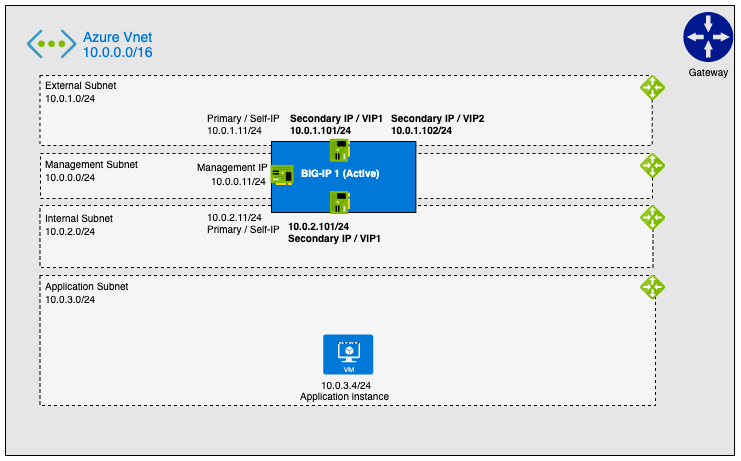 Azure Vnet
10.0.0.0/16
Gateway
External Subnet
10.0.1.0/24
Primary / Self-IP
10.0.1.11/24
Secondary IP / VIP1
10.0.1.101/24
Secondary IP / VIP2
10.0.1.102/24
Management Subnet
10.0.0.0/24
Management IP
10.0.0.11/24
BIG-IP 1 (Active)
Internal Subnet
10.0.2.0/24
10.0.2.11/24
Primary / Self-IP
10.0.2.101/24
Secondary IP / VIP1
Application Subnet
10.0.3.0/24
VM
10.0.3.4/24
Application instance